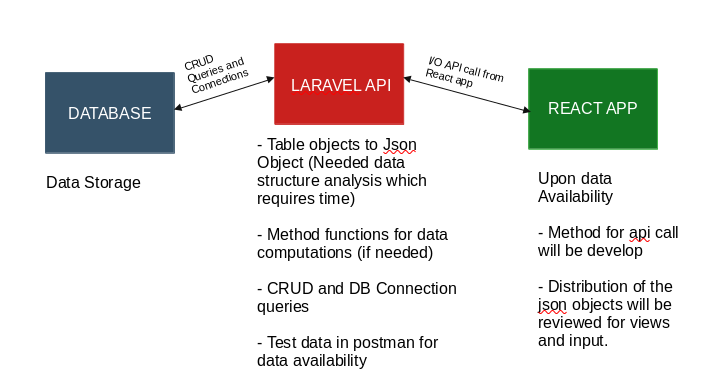 DATABASE
CRUD
Queries and
Connections
LARAVEL API
I/O API call from
React app
REACT APP
Data Storage
- Table objects to Json
Object (Needed data
structure analysis which
requires time)
- Method functions for data
computations (if needed)
- CRUD and DB Connection
queries
- Test data in postman for
data availability
Upon data
Availability
- Method for api call
will be develop
- Distribution of the
json objects will be
reviewed for views
and input.